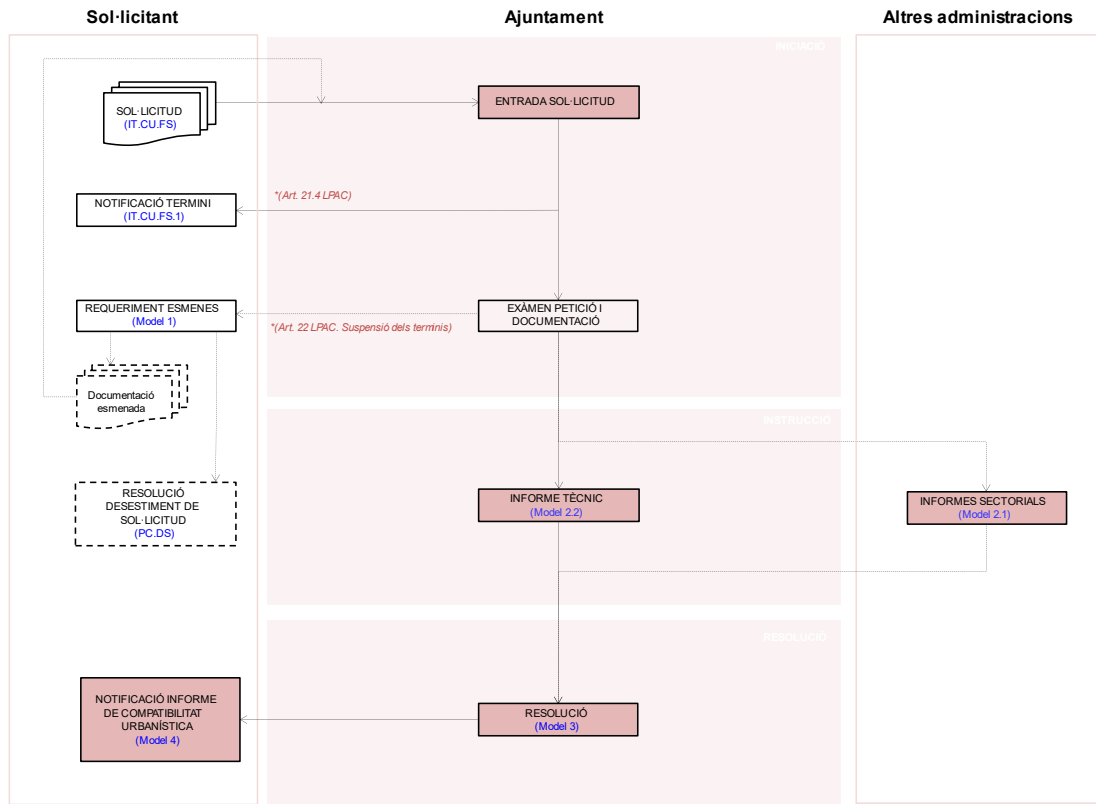 Sol·licitant
Ajuntament
Altres administracions
INICIACIÓ
SOL·LICITUD
(IT.CU.FS)
ENTRADA SOL·LICITUD
*(Art. 21.4 LPAC)
NOTIFICACIÓ TERMINI
(IT.CU.FS.1)
REQUERIMENT ESMENES
(Model 1)
*(Art. 22 LPAC. Suspensió dels terminis)
EXÀMEN PETICIÓ I
DOCUMENTACIÓ
Documentació
esmenada
INSTRUCCIÓ
RESOLUCIÓ
DESESTIMENT DE
SOL·LICITUD
(PC.DS)
INFORME TÈCNIC
(Model 2.2)
INFORMES SECTORIALS
(Model 2.1)
RESOLUCIÓ
NOTIFICACIÓ INFORME
DE COMPATIBILITAT
URBANÍSTICA
(Model 4)
RESOLUCIÓ
(Model 3)